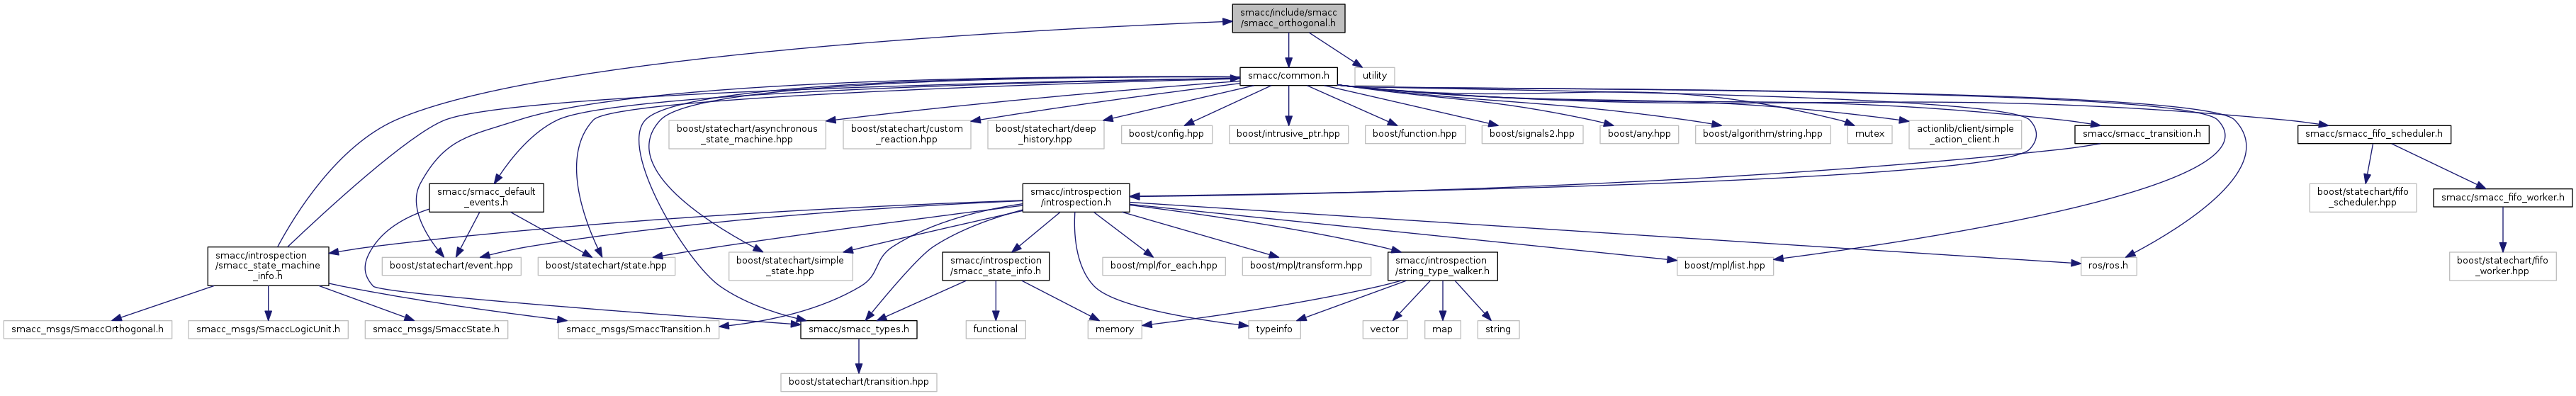 smacc/include/smacc
/smacc_orthogonal.h
smacc/common.h
utility
boost/statechart/asynchronous
_state_machine.hpp
boost/statechart/custom
_reaction.hpp
boost/statechart/deep
_history.hpp
boost/config.hpp
boost/intrusive_ptr.hpp
boost/function.hpp
boost/signals2.hpp
boost/any.hpp
boost/algorithm/string.hpp
mutex
actionlib/client/simple
_action_client.h
smacc/smacc_transition.h
smacc/smacc_fifo_scheduler.h
smacc/smacc_default
_events.h
smacc/introspection
/introspection.h
boost/statechart/fifo
_scheduler.hpp
smacc/smacc_fifo_worker.h
smacc/introspection
/smacc_state_machine
_info.h
boost/statechart/event.hpp
boost/statechart/state.hpp
boost/statechart/simple
_state.hpp
smacc/introspection
/smacc_state_info.h
boost/mpl/for_each.hpp
boost/mpl/transform.hpp
smacc/introspection
/string_type_walker.h
boost/mpl/list.hpp
ros/ros.h
boost/statechart/fifo
_worker.hpp
smacc_msgs/SmaccOrthogonal.h
smacc_msgs/SmaccLogicUnit.h
smacc_msgs/SmaccState.h
smacc_msgs/SmaccTransition.h
smacc/smacc_types.h
functional
memory
typeinfo
vector
map
string
boost/statechart/transition.hpp